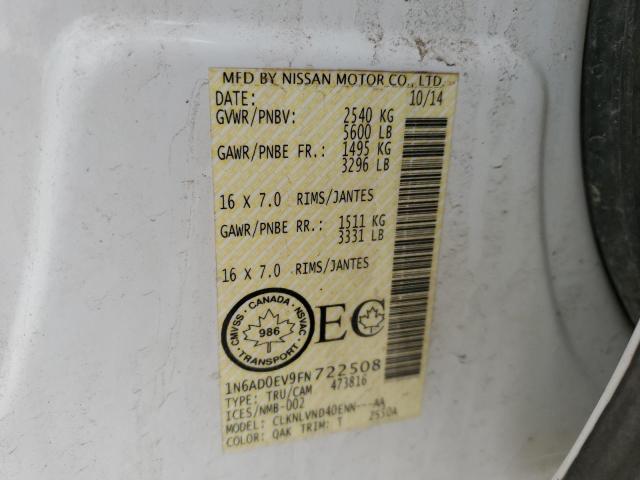 MFD BY NISSAN MOTOR CO., LTD.
DATE: 10/14
GVWR/PNBV: 2540 KG
5600 LB
GAWR/PNBE FR.: 1495 KG
3296 LB
16 X 7.0 RIMS/JANTES
GAWR/PNBE RR.: 1511 KG
3331 LB
16 X 7.0 RIMS/JANTES
CANADA
CMVSS NSVAC
986
TRANSPORT
EC
1N6AD0EV9FN722508
TYPE: TRU/CAM 473816
ICES/NMB-002
MODEL: CLKNLVND40ENN----AA
COLOR: QAK TRIM: T 2530A